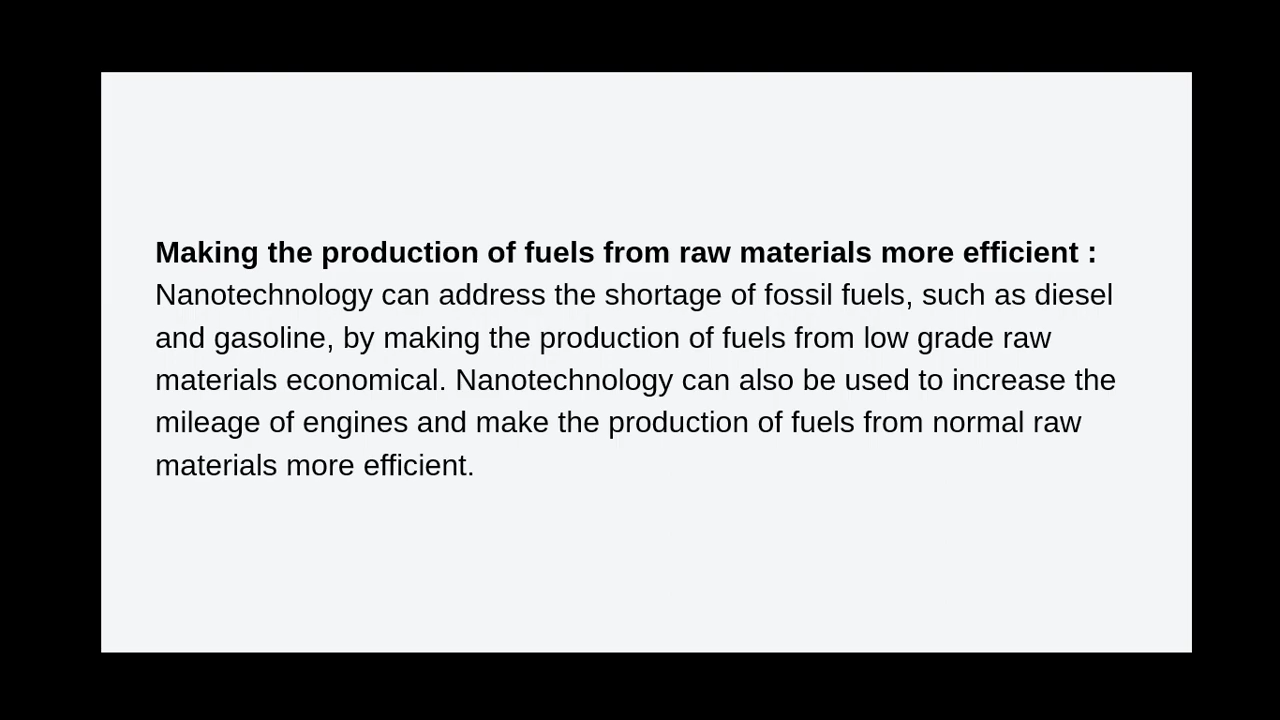 Making the production of fuels from raw materials more efficient :
Nanotechnology can address the shortage of fossil fuels, such as diesel
and gasoline, by making the production of fuels from low grade raw
materials economical. Nanotechnology can also be used to increase the
mileage of engines and make the production of fuels from normal raw
materials more efficient.